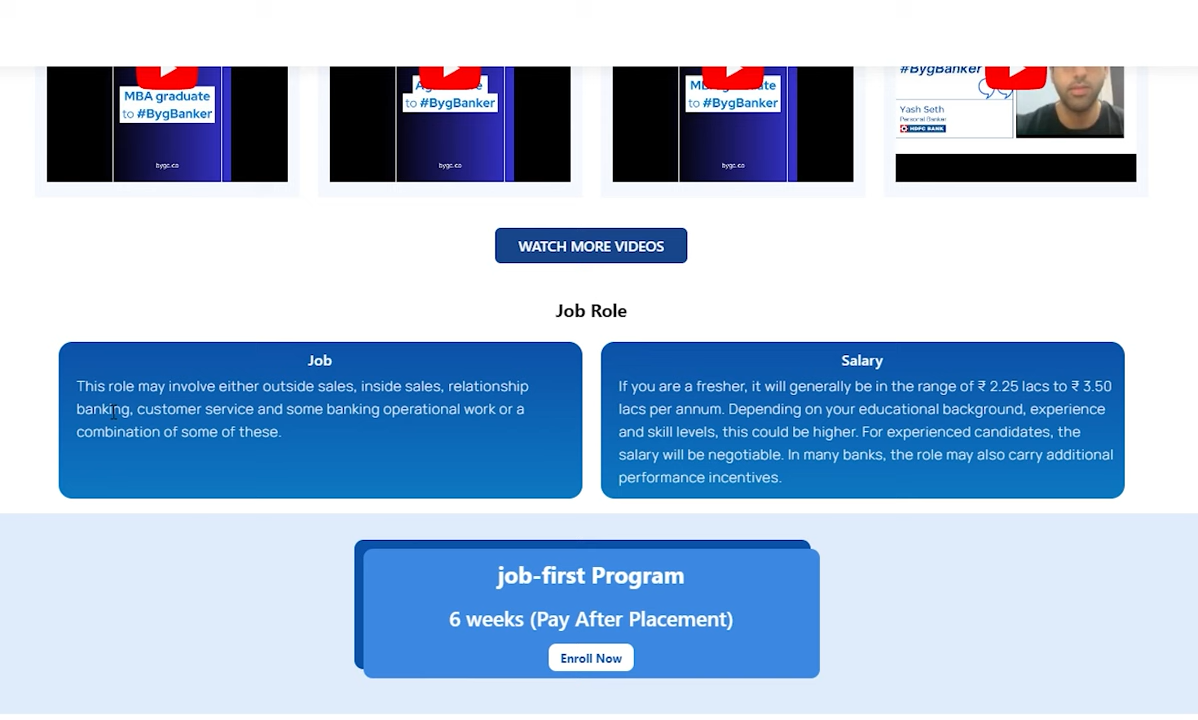 MBA graduate
to #BygBanker
bygc.co
to #BygBanker
bygc.co
to #BygBanker
bygc.co
#BygBanker
Yash Seth
Personal Banker
HDFC BANK
WATCH MORE VIDEOS
Job Role
Job
This role may involve either outside sales, inside sales, relationship
banking, customer service and some banking operational work or a
combination of some of these.
Salary
If you are a fresher, it will generally be in the range of ₹ 2.25 lacs to ₹ 3.50
lacs per annum. Depending on your educational background, experience
and skill levels, this could be higher. For experienced candidates, the
salary will be negotiable. In many banks, the role may also carry additional
performance incentives.
job-first Program
6 weeks (Pay After Placement)
Enroll Now